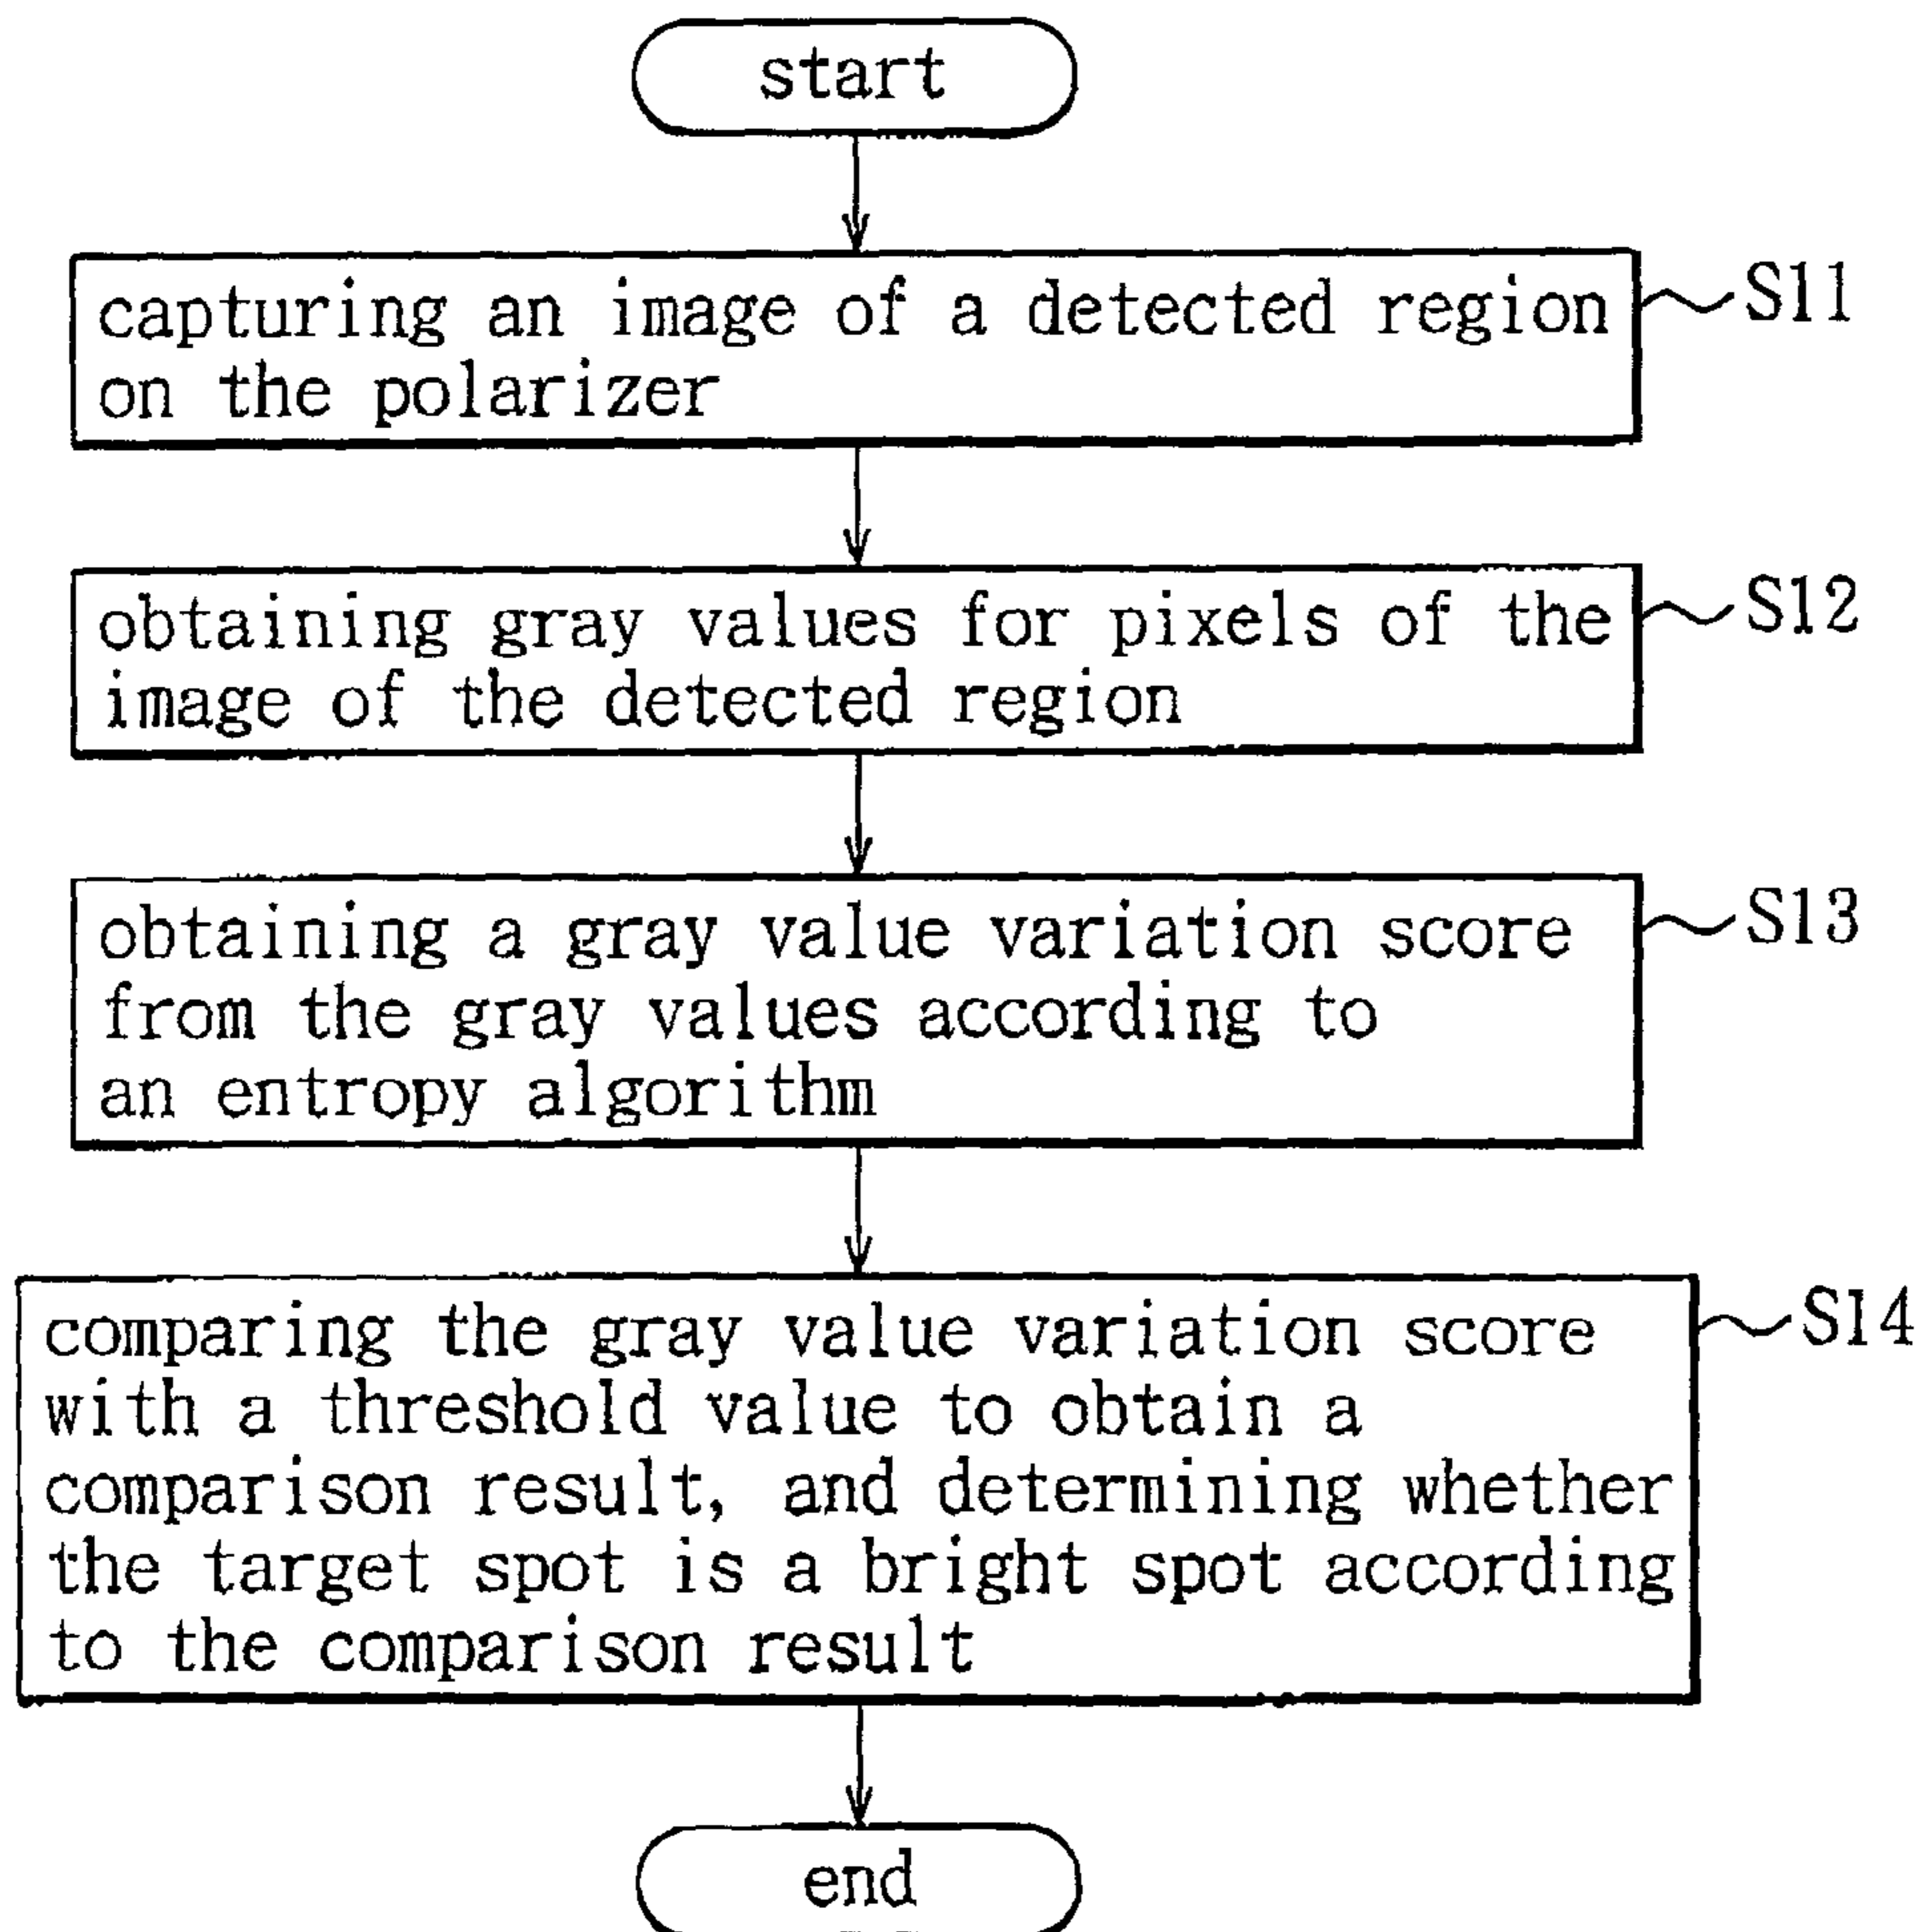 start
capturing an image of a detected region
on the polarizer
S11
obtaining gray values for pixels of the
image of the detected region
S12
obtaining a gray value variation score
from the gray values according to
an entropy algorithm
S13
comparing the gray value variation score
with a threshold value to obtain a
comparison result, and determining whether
the target spot is a bright spot according
to the comparison result
S14
end